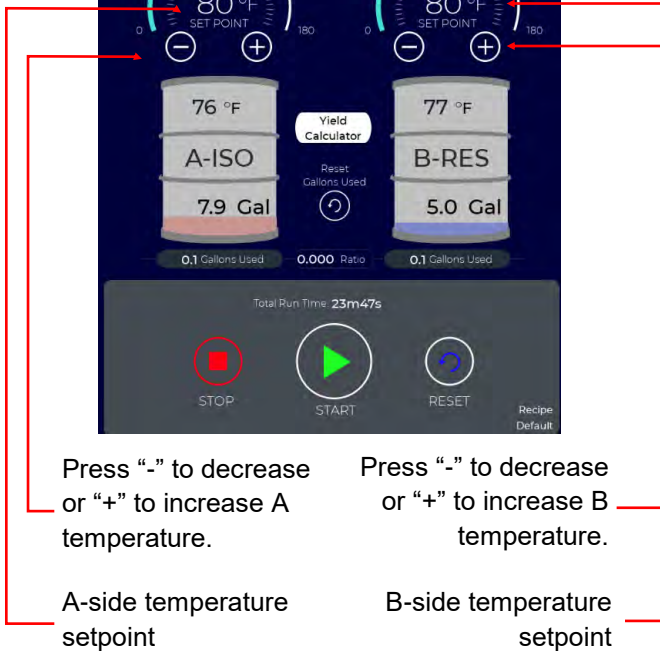 80 °F
SET POINT
0
180
80 °F
SET POINT
0
180
76 °F
A-ISO
7.9 Gal
Yield
Calculator
Reset
Gallons Used
77 °F
B-RES
5.0 Gal
0.1 Gallons Used
0.000 Ratio
0.1 Gallons Used
Total Run Time 23m47s
STOP
START
RESET
Recipe
Default
Press “-” to decrease
or “+” to increase A
temperature.
Press “-” to decrease
or “+” to increase B
temperature.
A-side temperature
setpoint
B-side temperature
setpoint